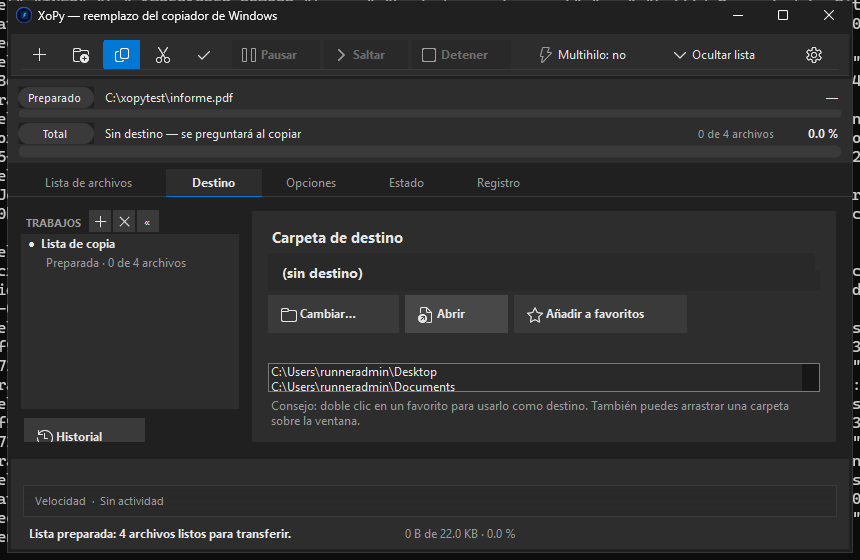 XoPy — reemplazo del copiador de Windows
Pausar
Saltar
Detener
Multihilo: no
Ocultar lista
Preparado
C:\xopytest\informe.pdf
—
Total
Sin destino — se preguntará al copiar
0 de 4 archivos
0.0 %
Lista de archivos
Destino
Opciones
Estado
Registro
TRABAJOS
«
Lista de copia
Preparada · 0 de 4 archivos
Historial
Carpeta de destino
(sin destino)
Cambiar...
Abrir
Añadir a favoritos
C:\Users\runneradmin\Desktop
C:\Users\runneradmin\Documents
Consejo: doble clic en un favorito para usarlo como destino. También puedes arrastrar una carpeta
sobre la ventana.
Velocidad · Sin actividad
Lista preparada: 4 archivos listos para transferir.
0 B de 22.0 KB · 0.0 %